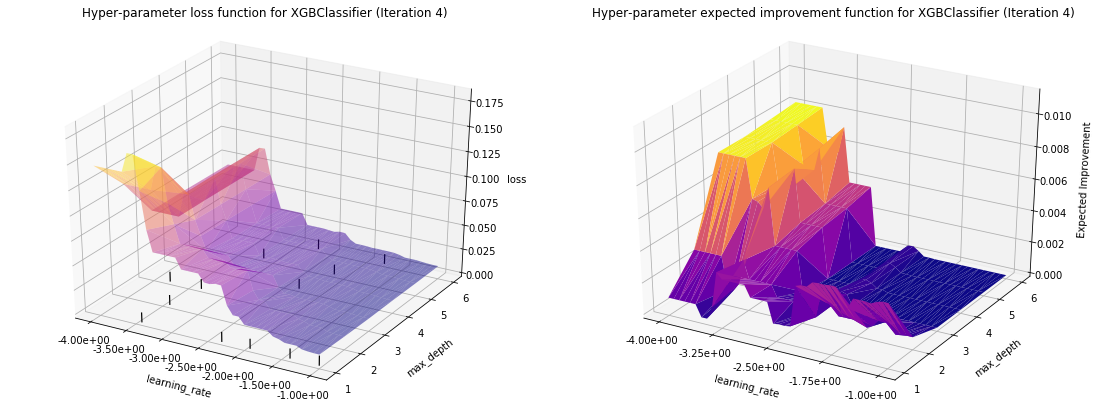 Hyper-parameter loss function for XGBClassifier (Iteration 4)
0.175
0.150
0.125
0.100
0.075
0.050
0.025
0.000
loss
-4.00e+00
-3.50e+00
-3.00e+00
-2.50e+00
-2.00e+00
-1.50e+00
-1.00e+00
learning_rate
1
2
3
4
5
6
max_depth
Hyper-parameter expected improvement function for XGBClassifier (Iteration 4)
0.010
0.008
0.006
0.004
0.002
0.000
Expected Improvement
-4.00e+00
-3.25e+00
-2.50e+00
-1.75e+00
-1.00e+00
learning_rate
1
2
3
4
5
6
max_depth